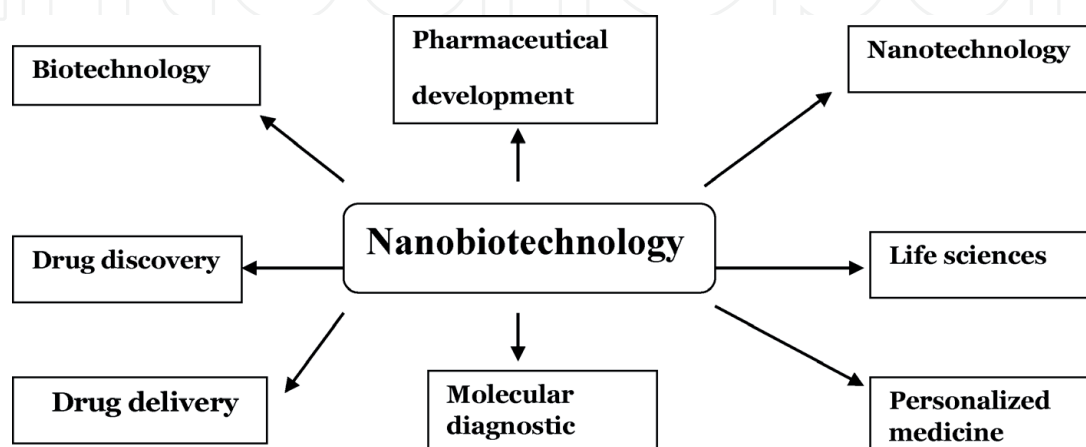 Pharmaceutical
development
Biotechnology
Nanotechnology
Nanobiotechnology
Drug discovery
Life sciences
Drug delivery
Molecular
diagnostic
Personalized
medicine